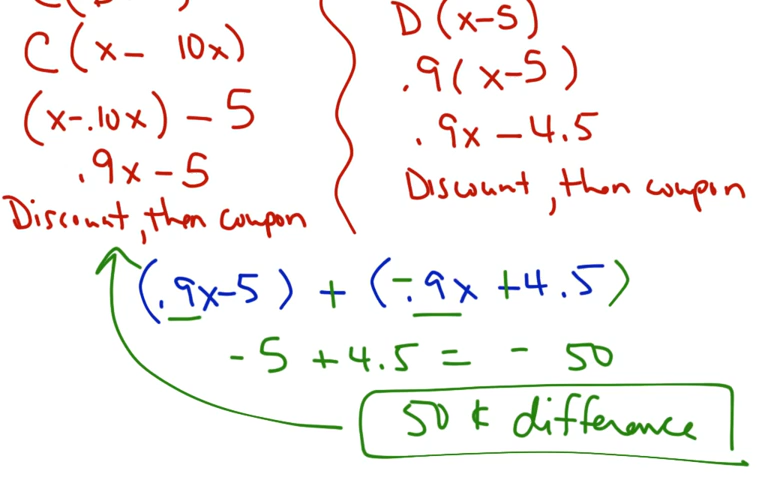 C(x- 10x)
(x-.10x) - 5
.9x - 5
Discount, then coupon
D(x-5)
.9(x-5)
.9x - 4.5
Discount, then coupon
(.9x-5) + (-.9x +4.5)
-5 +4.5 = - 50
50 ¢ difference